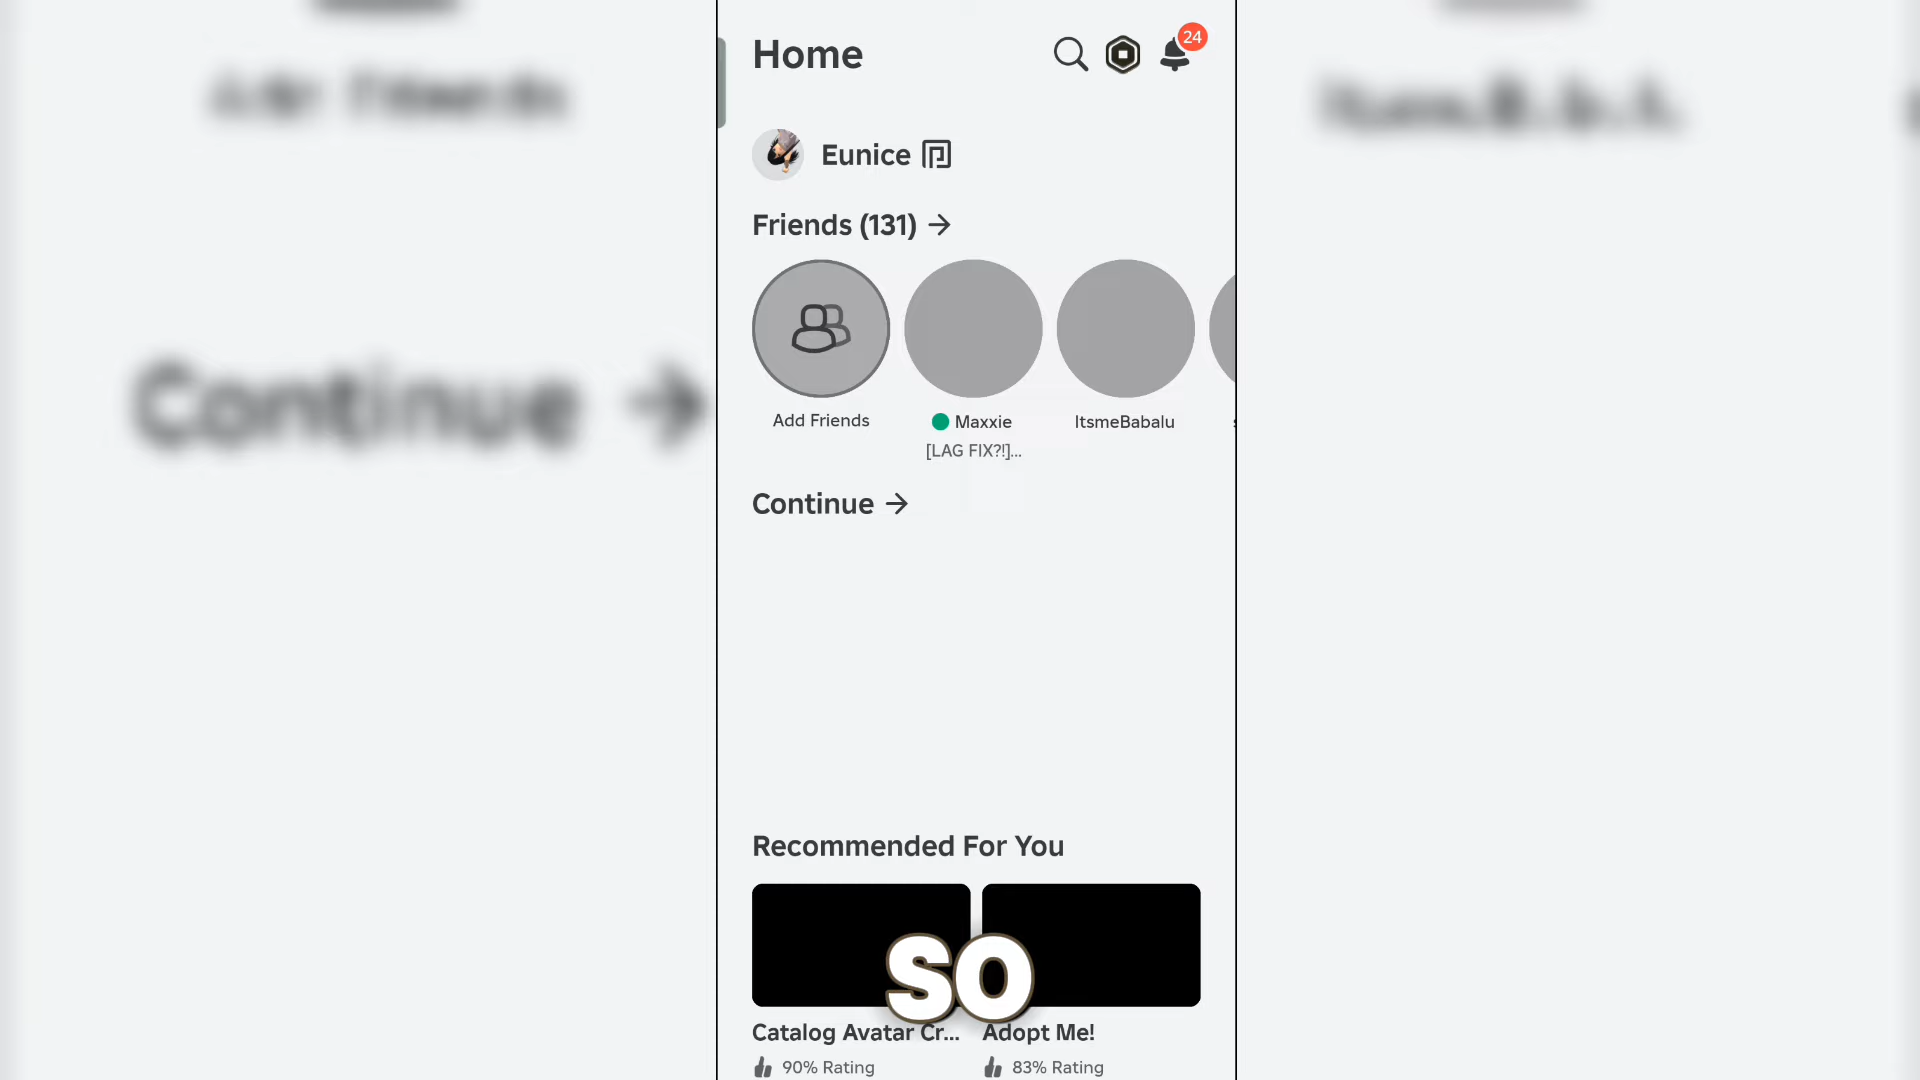 Home
24
Eunice
Friends (131) →
Add Friends
Maxxie
ItsmeBabalu
[LAG FIX?!]...
Continue →
Continue →
Recommended For You
SO
Catalog Avatar Cr...
Adopt Me!
90% Rating
83% Rating